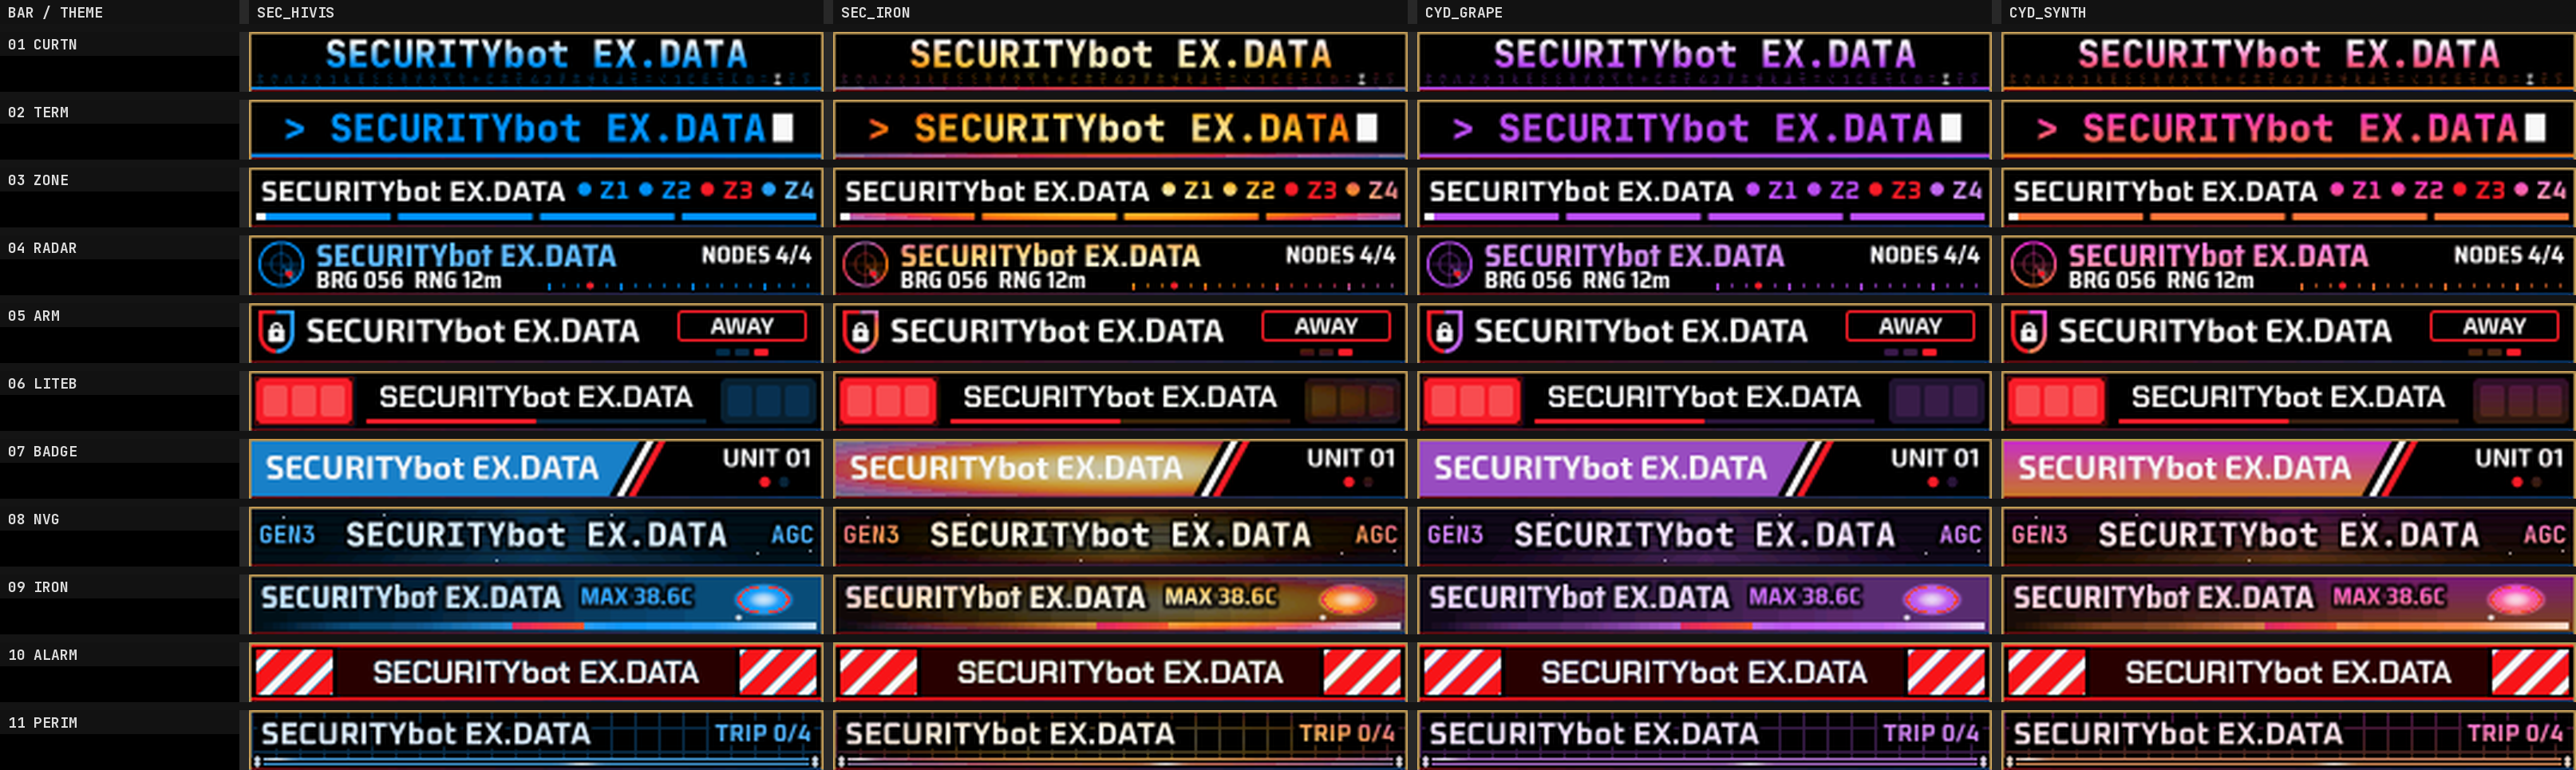 BAR / THEME SEC_HIVIS SEC_IRON CYD_GRAPE CYD_SYNTH
01 CURTN SECURITYbot EX.DATA SECURITYbot EX.DATA SECURITYbot EX.DATA SECURITYbot EX.DATA
02 TERM > SECURITYbot EX.DATA > SECURITYbot EX.DATA > SECURITYbot EX.DATA > SECURITYbot EX.DATA
03 ZONE SECURITYbot EX.DATA Z1 Z2 Z3 Z4 SECURITYbot EX.DATA Z1 Z2 Z3 Z4 SECURITYbot EX.DATA Z1 Z2 Z3 Z4 SECURITYbot EX.DATA Z1 Z2 Z3 Z4
04 RADAR SECURITYbot EX.DATA NODES 4/4 SECURITYbot EX.DATA NODES 4/4 SECURITYbot EX.DATA NODES 4/4 SECURITYbot EX.DATA NODES 4/4
BRG 056 RNG 12m BRG 056 RNG 12m BRG 056 RNG 12m BRG 056 RNG 12m
05 ARM SECURITYbot EX.DATA AWAY SECURITYbot EX.DATA AWAY SECURITYbot EX.DATA AWAY SECURITYbot EX.DATA AWAY
06 LITEB SECURITYbot EX.DATA SECURITYbot EX.DATA SECURITYbot EX.DATA SECURITYbot EX.DATA
07 BADGE SECURITYbot EX.DATA UNIT 01 SECURITYbot EX.DATA UNIT 01 SECURITYbot EX.DATA UNIT 01 SECURITYbot EX.DATA UNIT 01
08 NVG GEN3 SECURITYbot EX.DATA AGC GEN3 SECURITYbot EX.DATA AGC GEN3 SECURITYbot EX.DATA AGC GEN3 SECURITYbot EX.DATA AGC
09 IRON SECURITYbot EX.DATA MAX 38.6C SECURITYbot EX.DATA MAX 38.6C SECURITYbot EX.DATA MAX 38.6C SECURITYbot EX.DATA MAX 38.6C
10 ALARM SECURITYbot EX.DATA SECURITYbot EX.DATA SECURITYbot EX.DATA SECURITYbot EX.DATA
11 PERIM SECURITYbot EX.DATA TRIP 0/4 SECURITYbot EX.DATA TRIP 0/4 SECURITYbot EX.DATA TRIP 0/4 SECURITYbot EX.DATA TRIP 0/4